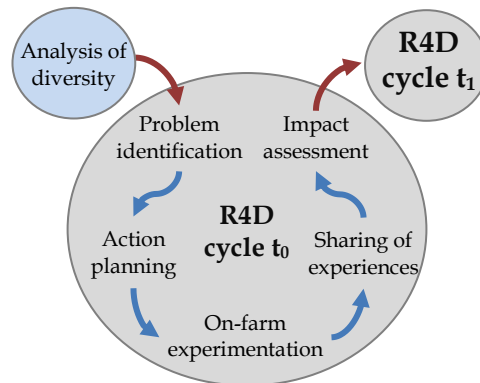 Analysis of
diversity
R4D
cycle t₁
Problem
identification
Impact
assessment
R4D
cycle t₀
Action
planning
Sharing of
experiences
On-farm
experimentation